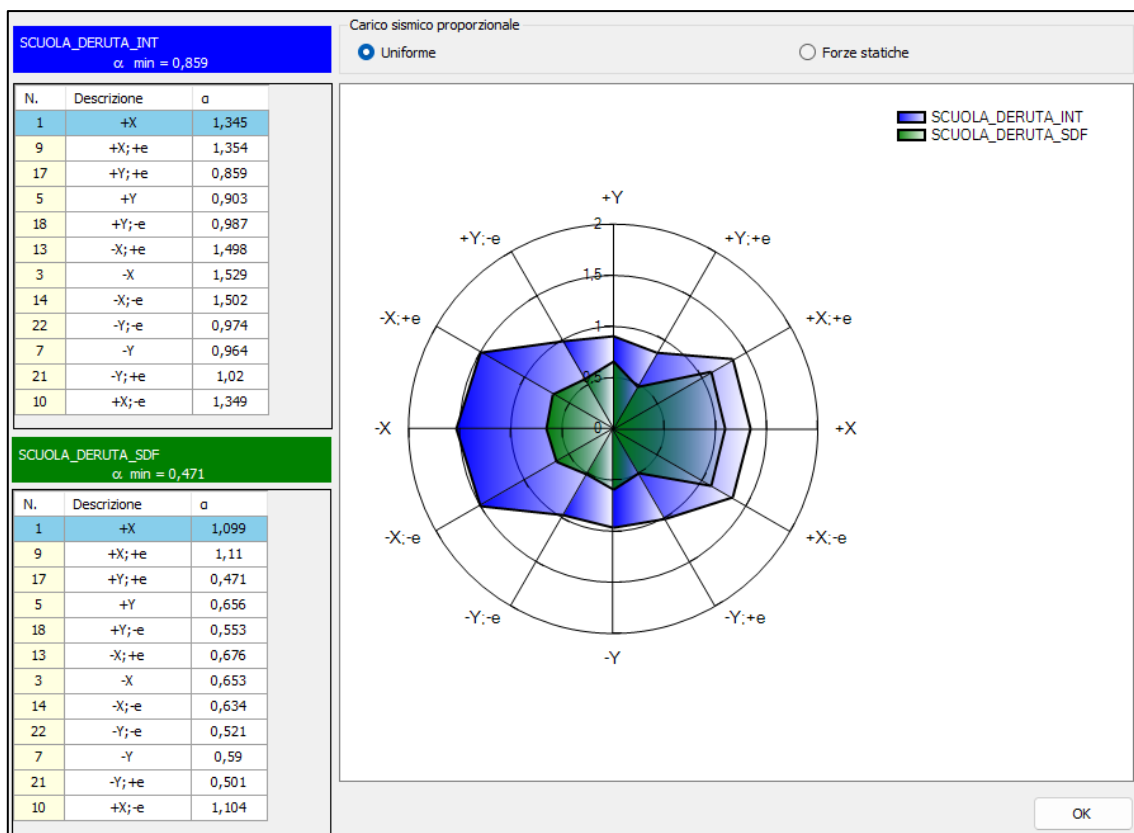 SCUOLA_DERUTA_INT
α min = 0,859
N. Descrizione α
1 +X 1,345
9 +X;+e 1,354
17 +Y;+e 0,859
5 +Y 0,903
18 +Y;-e 0,987
13 -X;+e 1,498
3 -X 1,529
14 -X;-e 1,502
22 -Y;-e 0,974
7 -Y 0,964
21 -Y;+e 1,02
10 +X;-e 1,349
SCUOLA_DERUTA_SDF
α min = 0,471
N. Descrizione α
1 +X 1,099
9 +X;+e 1,11
17 +Y;+e 0,471
5 +Y 0,656
18 +Y;-e 0,553
13 -X;+e 0,676
3 -X 0,653
14 -X;-e 0,634
22 -Y;-e 0,521
7 -Y 0,59
21 -Y;+e 0,501
10 +X;-e 1,104
Carico sismico proporzionale
Uniforme Forze statiche
SCUOLA_DERUTA_INT
SCUOLA_DERUTA_SDF
+Y
+Y;-e +Y;+e
-X;+e +X;+e
-X +X
-X;-e +X;-e
-Y;-e -Y;+e
-Y
2
1,5
1
0,5
0
OK